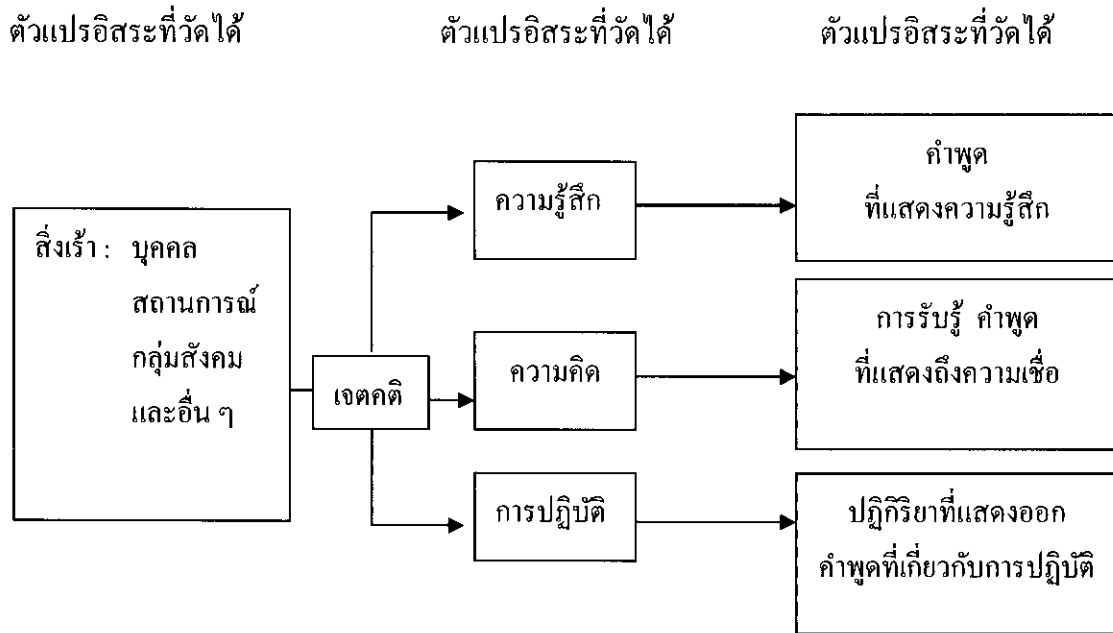 ตัวแปรอิสระที่วัดได้ ตัวแปรอิสระที่วัดได้ ตัวแปรอิสระที่วัดได้
สิ่งเร้า : บุคคล
สถานการณ์
กลุ่มสังคม
และอื่น ๆ
เจตคติ
ความรู้สึก
ความคิด
การปฏิบัติ
คำพูด
ที่แสดงความรู้สึก
การรับรู้ คำพูด
ที่แสดงถึงความเชื่อ
ปฏิกิริยาที่แสดงออก
คำพูดที่เกี่ยวกับการปฏิบัติ